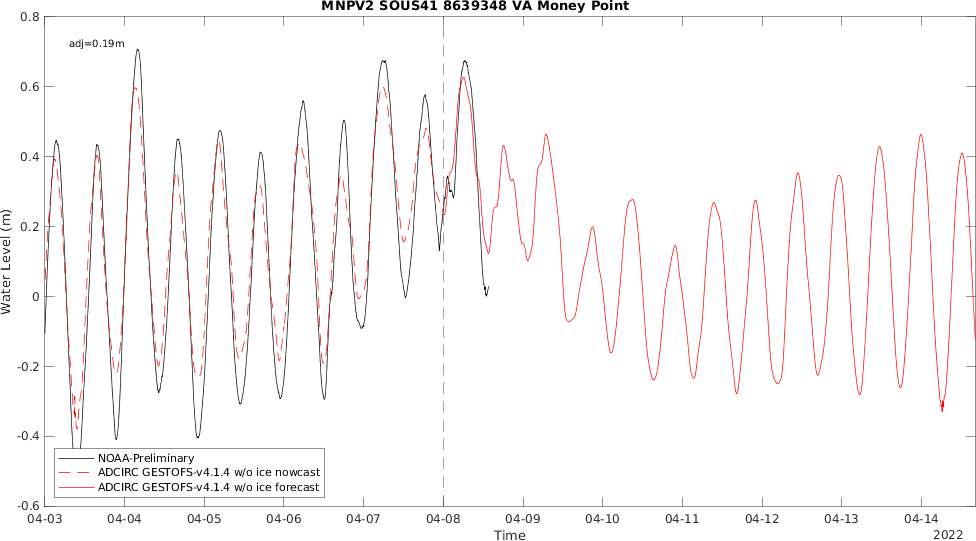 MNPV2 SOUS41 8639348 VA Money Point
adj=0.19m
Water Level (m)
0.8
0.6
0.4
0.2
0
-0.2
-0.4
-0.6
NOAA-Preliminary
ADCIRC GESTOFS-v4.1.4 w/o ice nowcast
ADCIRC GESTOFS-v4.1.4 w/o ice forecast
04-03 04-04 04-05 04-06 04-07 04-08 04-09 04-10 04-11 04-12 04-13 04-14
Time
2022